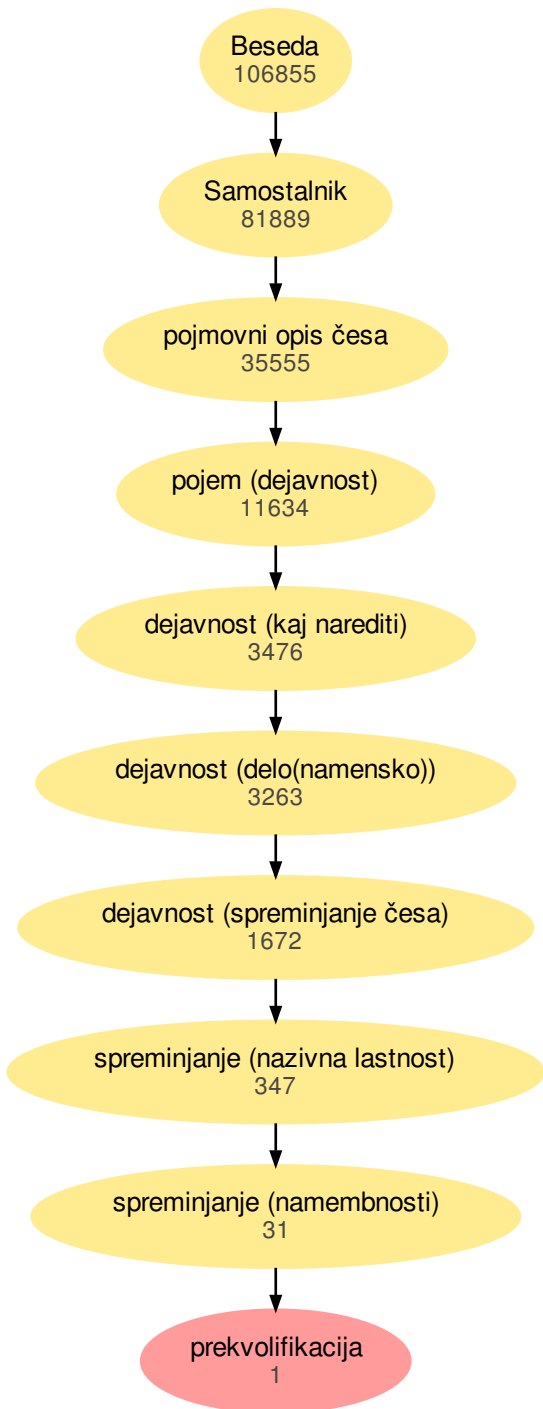 Beseda
106855
Samostalnik
81889
pojmovni opis česa
35555
pojem (dejavnost)
11634
dejavnost (kaj narediti)
3476
dejavnost (delo(namensko))
3263
dejavnost (spreminjanje česa)
1672
spreminjanje (nazivna lastnost)
347
spreminjanje (namembnosti)
31
prekvolifikacija
1